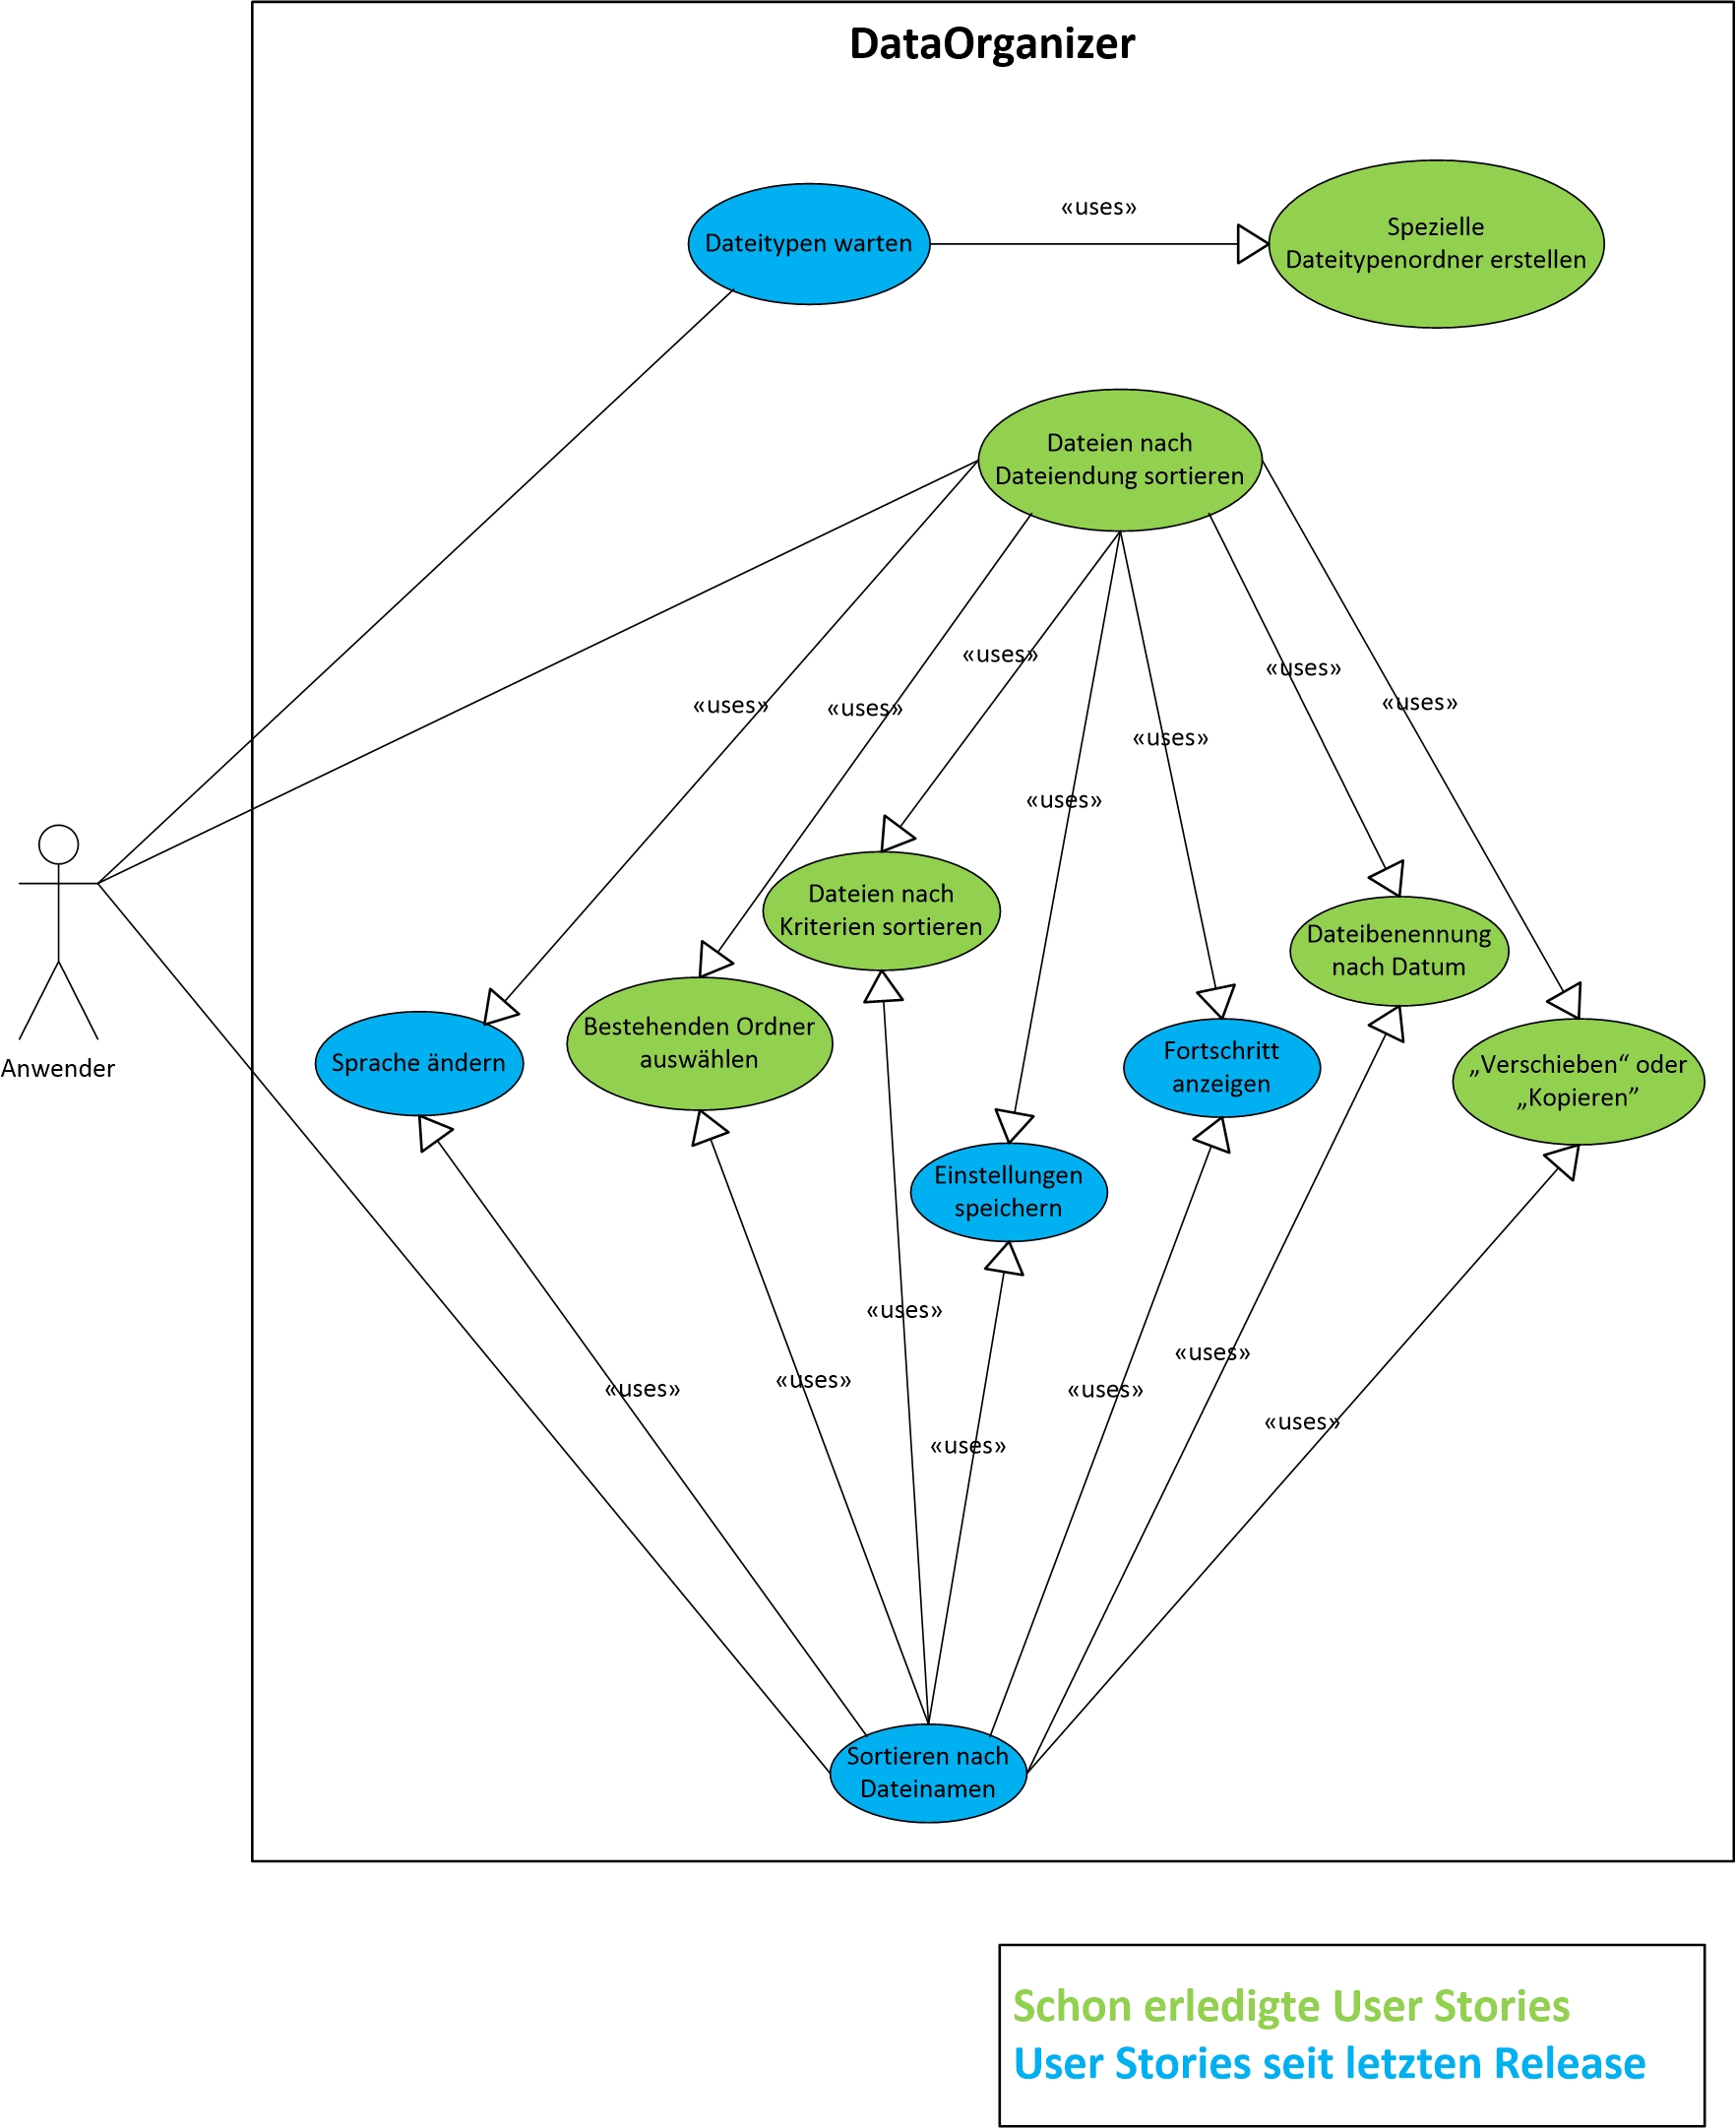 DataOrganizer
«uses»
Dateitypen warten
Spezielle
Dateitypenordner erstellen
Dateien nach
Dateiendung sortieren
«uses»
«uses»
«uses»
«uses»
«uses»
«uses»
«uses»
Dateien nach
Kriterien sortieren
Dateibenennung
nach Datum
Bestehenden Ordner
auswählen
Sprache ändern
Fortschritt
anzeigen
„Verschieben“ oder
„Kopieren”
Anwender
Einstellungen
speichern
«uses»
«uses»
«uses»
«uses»
«uses»
«uses»
«uses»
Sortieren nach
Dateinamen
Schon erledigte User Stories
User Stories seit letzten Release